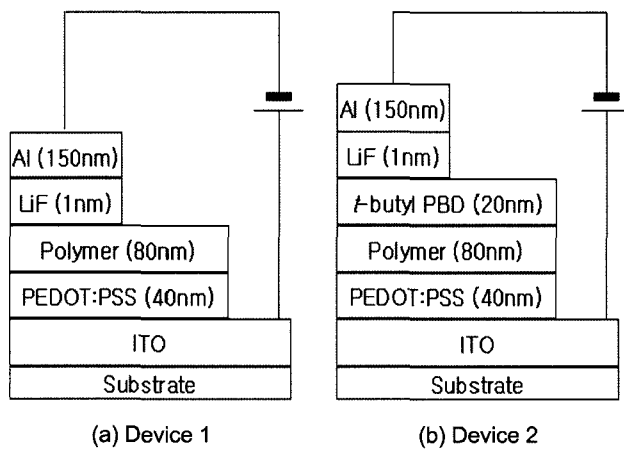 Al (150nm)
LiF (1nm)
Polymer (80nm)
PEDOT:PSS (40nm)
ITO
Substrate
(a) Device 1
Al (150nm)
LiF (1nm)
t-butyl PBD (20nm)
Polymer (80nm)
PEDOT:PSS (40nm)
ITO
Substrate
(b) Device 2